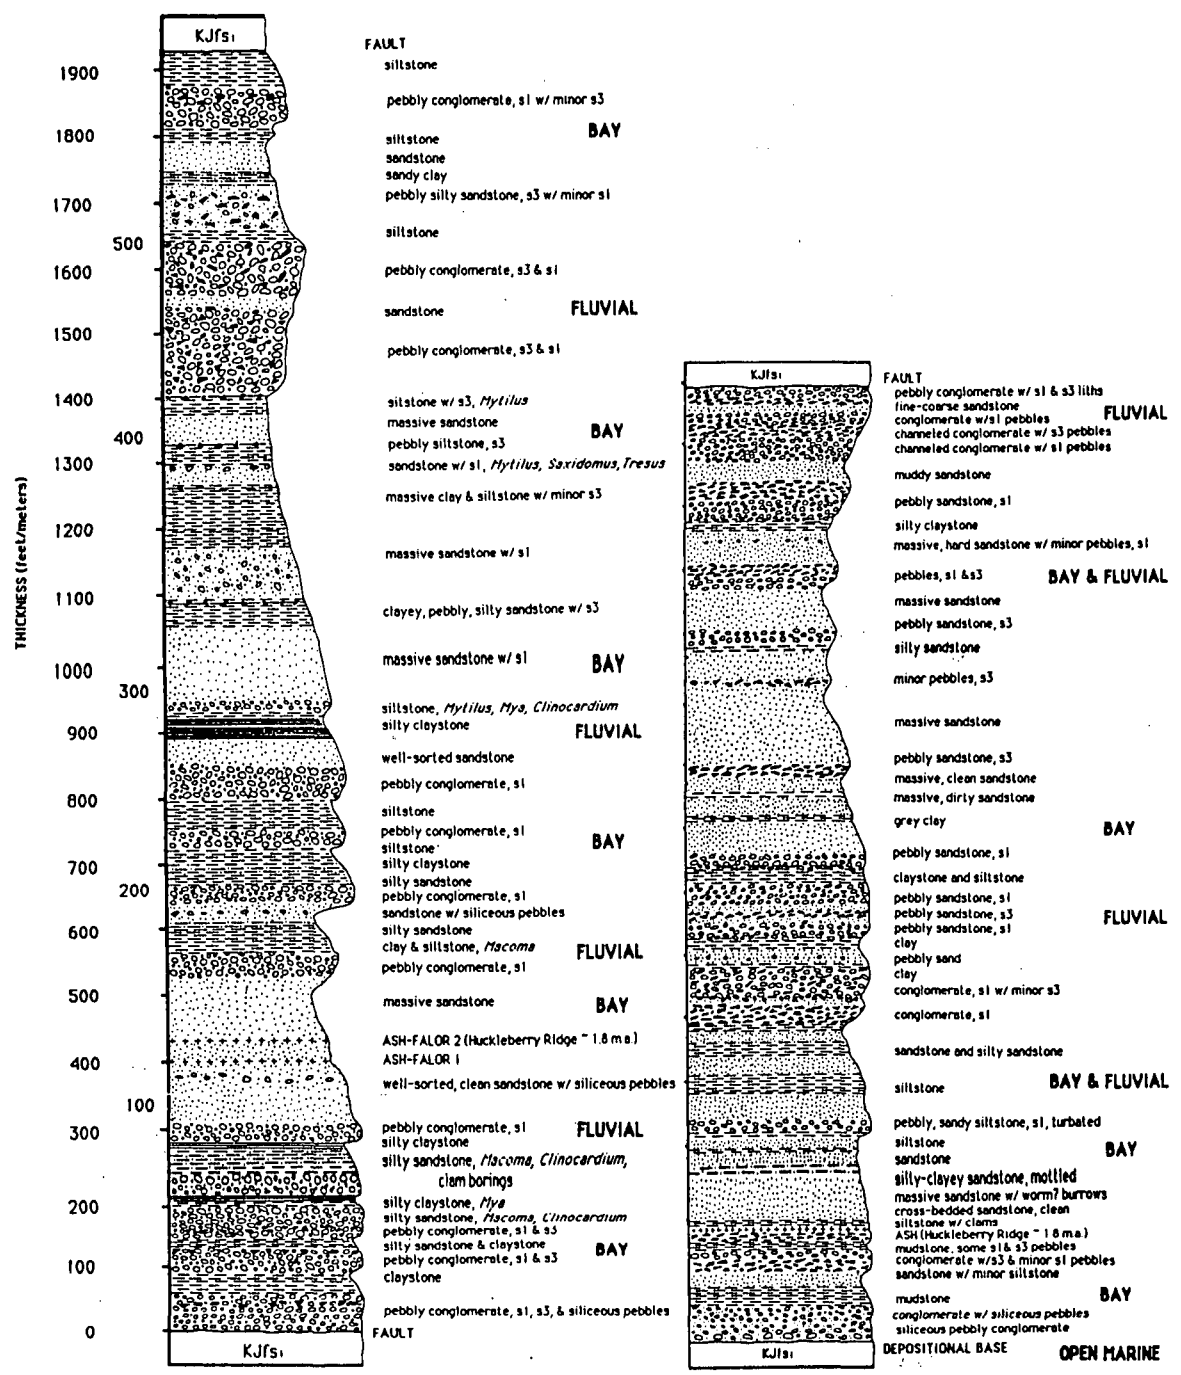 THICKNESS (feet/meters)
1900
1800
1700
500
1600
1500
1400
400
1300
1200
1100
1000
300
900
800
700
200
600
500
400
100
300
200
100
0
KJfs1
FAULT
siltstone
pebbly conglomerate, s1 w/ minor s3
BAY
siltstone
sandstone
sandy clay
pebbly silty sandstone, s3 w/ minor s1
siltstone
pebbly conglomerate, s3 & s1
sandstone
FLUVIAL
pebbly conglomerate, s3 & s1
sitstone w/ s3, Mytilus
massive sandstone
BAY
pebbly siltstone, s3
sandstone w/ s1, Mytilus, Saxidomus, Tresus
massive clay & siltstone w/ minor s3
massive sandstone w/ s1
clayey, pebbly, silty sandstone w/ s3
massive sandstone w/ s1
BAY
siltstone, Mytilus, Mya, Clinocardium
silty claystone
FLUVIAL
well-sorted sandstone
pebbly conglomerate, s1
siltstone
pebbly conglomerate, s1
BAY
siltstone
silty claystone
silty sandstone
pebbly conglomerate, s1
sandstone w/ siliceous pebbles
silty sandstone
clay & siltstone, Macoma
FLUVIAL
pebbly conglomerate, s1
massive sandstone
BAY
ASH-FALOR 2 (Huckleberry Ridge ~ 1.8 m.a.)
ASH-FALOR 1
well-sorted, clean sandstone w/ siliceous pebbles
pebbly conglomerate, s1
FLUVIAL
silty claystone
silty sandstone, Macoma, Clinocardium,
clam borings
silty claystone, Mya
silty sandstone, Macoma, Clinocardium
pebbly conglomerate, s1 & s3
silty sandstone & claystone
BAY
pebbly conglomerate, s1 & s3
claystone
pebbly conglomerate, s1, s3, & siliceous pebbles
FAULT
KJfs1
KJfs1
FAULT
pebbly conglomerate w/ s1 & s3 liths
fine-coarse sandstone
FLUVIAL
conglomerate w/s1 pebbles
channeled conglomerate w/ s3 pebbles
channeled conglomerate w/ s1 pebbles
muddy sandstone
pebbly sandstone, s1
silty claystone
massive, hard sandstone w/ minor pebbles, s1
pebbles, s1 & s3
BAY & FLUVIAL
massive sandstone
pebbly sandstone, s3
silly sandstone
minor pebbles, s3
massive sandstone
pebbly sandstone, s3
massive, clean sandstone
massive, dirty sandstone
grey clay
BAY
pebbly sandstone, s1
claystone and siltstone
pebbly sandstone, s1
pebbly sandstone, s3
FLUVIAL
pebbly sandstone, s1
clay
pebbly sand
clay
conglomerate, s1 w/ minor s3
conglomerate, s1
sandstone and silty sandstone
siltstone
BAY & FLUVIAL
pebbly, sandy siltstone, s1, turbated
siltstone
BAY
sandstone
silty-clayey sandstone, mottled
massive sandstone w/ worm? burrows
cross-bedded sandstone, clean
siltstone w/ clams
ASH (Huckleberry Ridge ~ 1.8 m.a.)
mudstone, some s1 & s3 pebbles
conglomerate w/s3 & minor s1 pebbles
sandstone w/ minor siltstone
mudstone
BAY
conglomerate w/ siliceous pebbles
siliceous pebbly conglomerate
DEPOSITIONAL BASE
OPEN MARINE
KJfs1